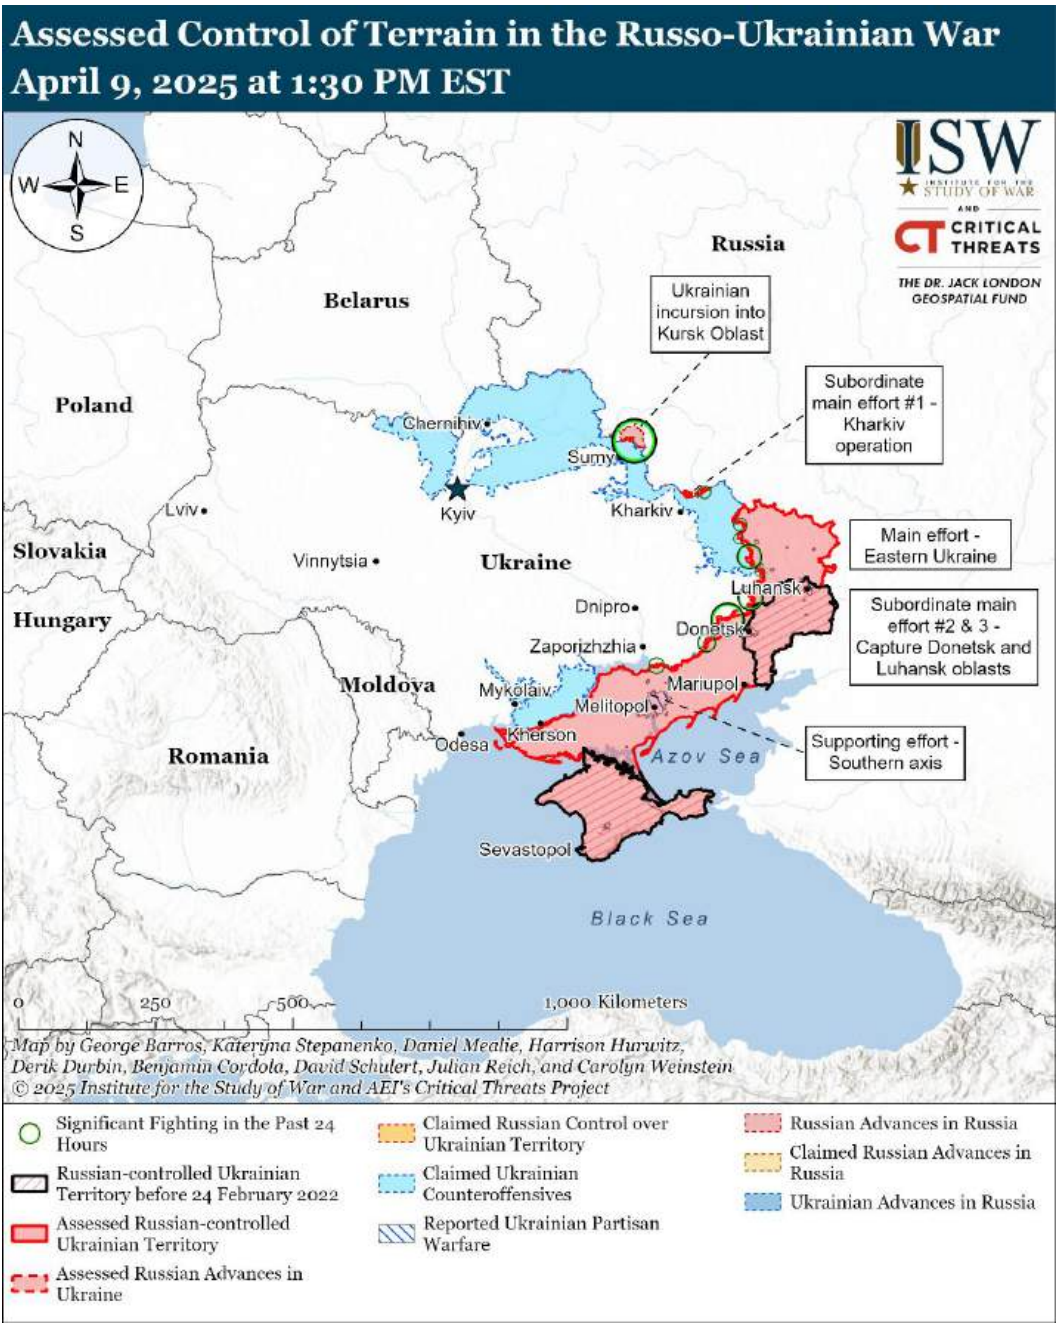 Assessed Control of Terrain in the Russo-Ukrainian War
April 9, 2025 at 1:30 PM EST
N
W
E
S
ISW
INSTITUTE FOR THE
STUDY OF WAR
AND
CT CRITICAL
THREATS
THE DR. JACK LONDON
GEOSPATIAL FUND
Russia
Belarus
Ukrainian
incursion into
Kursk Oblast
Subordinate
main effort #1 -
Kharkiv
operation
Poland
Chernihiv
Sumy
Lviv
Kyiv
Kharkiv
Slovakia
Vinnytsia
Ukraine
Main effort -
Eastern Ukraine
Luhansk
Hungary
Dnipro
Donetsk
Subordinate main
effort #2 & 3 -
Capture Donetsk and
Luhansk oblasts
Zaporizhzhia
Moldova
Mykolaiv
Mariupol
Melitopol
Odesa
Kherson
Romania
Azov Sea
Supporting effort -
Southern axis
Sevastopol
Black Sea
0
250
500
1,000 Kilometers
Map by George Barros, Kateryna Stepanenko, Daniel Mealie, Harrison Hurwitz,
Derik Durbin, Benjamin Cordola, David Schulert, Julian Reich, and Carolyn Weinstein
© 2025 Institute for the Study of War and AEI's Critical Threats Project
Significant Fighting in the Past 24
Hours
Russian-controlled Ukrainian
Territory before 24 February 2022
Assessed Russian-controlled
Ukrainian Territory
Assessed Russian Advances in
Ukraine
Claimed Russian Control over
Ukrainian Territory
Claimed Ukrainian
Counteroffensives
Reported Ukrainian Partisan
Warfare
Russian Advances in Russia
Claimed Russian Advances in
Russia
Ukrainian Advances in Russia